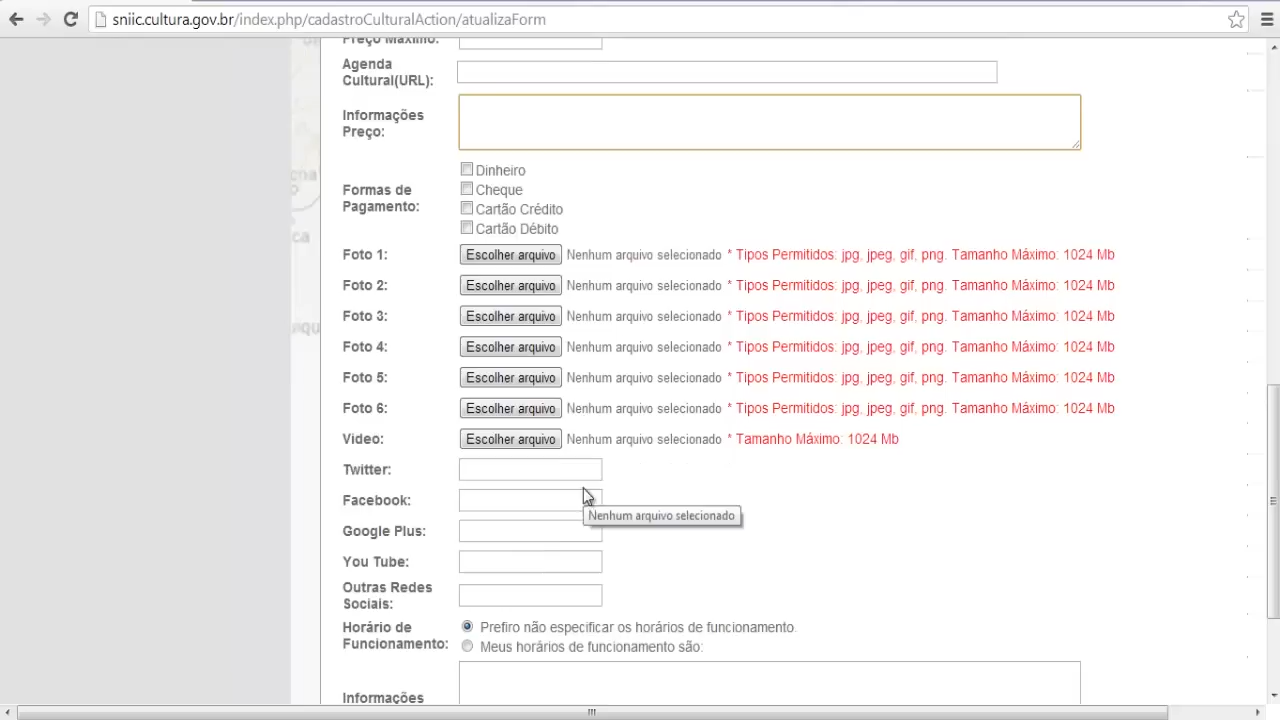 sniic.cultura.gov.br/index.php/cadastroCulturalAction/atualizaForm
Preço Máximo:
Agenda
Cultural(URL):
Informações
Preço:
Dinheiro
Cheque
Formas de
Pagamento:
Cartão Crédito
Cartão Débito
Foto 1: Escolher arquivo Nenhum arquivo selecionado * Tipos Permitidos: jpg, jpeg, gif, png. Tamanho Máximo: 1024 Mb
Foto 2: Escolher arquivo Nenhum arquivo selecionado * Tipos Permitidos: jpg, jpeg, gif, png. Tamanho Máximo: 1024 Mb
Foto 3: Escolher arquivo Nenhum arquivo selecionado * Tipos Permitidos: jpg, jpeg, gif, png. Tamanho Máximo: 1024 Mb
Foto 4: Escolher arquivo Nenhum arquivo selecionado * Tipos Permitidos: jpg, jpeg, gif, png. Tamanho Máximo: 1024 Mb
Foto 5: Escolher arquivo Nenhum arquivo selecionado * Tipos Permitidos: jpg, jpeg, gif, png. Tamanho Máximo: 1024 Mb
Foto 6: Escolher arquivo Nenhum arquivo selecionado * Tipos Permitidos: jpg, jpeg, gif, png. Tamanho Máximo: 1024 Mb
Video: Escolher arquivo Nenhum arquivo selecionado * Tamanho Máximo: 1024 Mb
Twitter:
Facebook:
Nenhum arquivo selecionado
Google Plus:
You Tube:
Outras Redes
Sociais:
Horário de
Funcionamento:
Prefiro não especificar os horários de funcionamento.
Meus horários de funcionamento são:
Informações